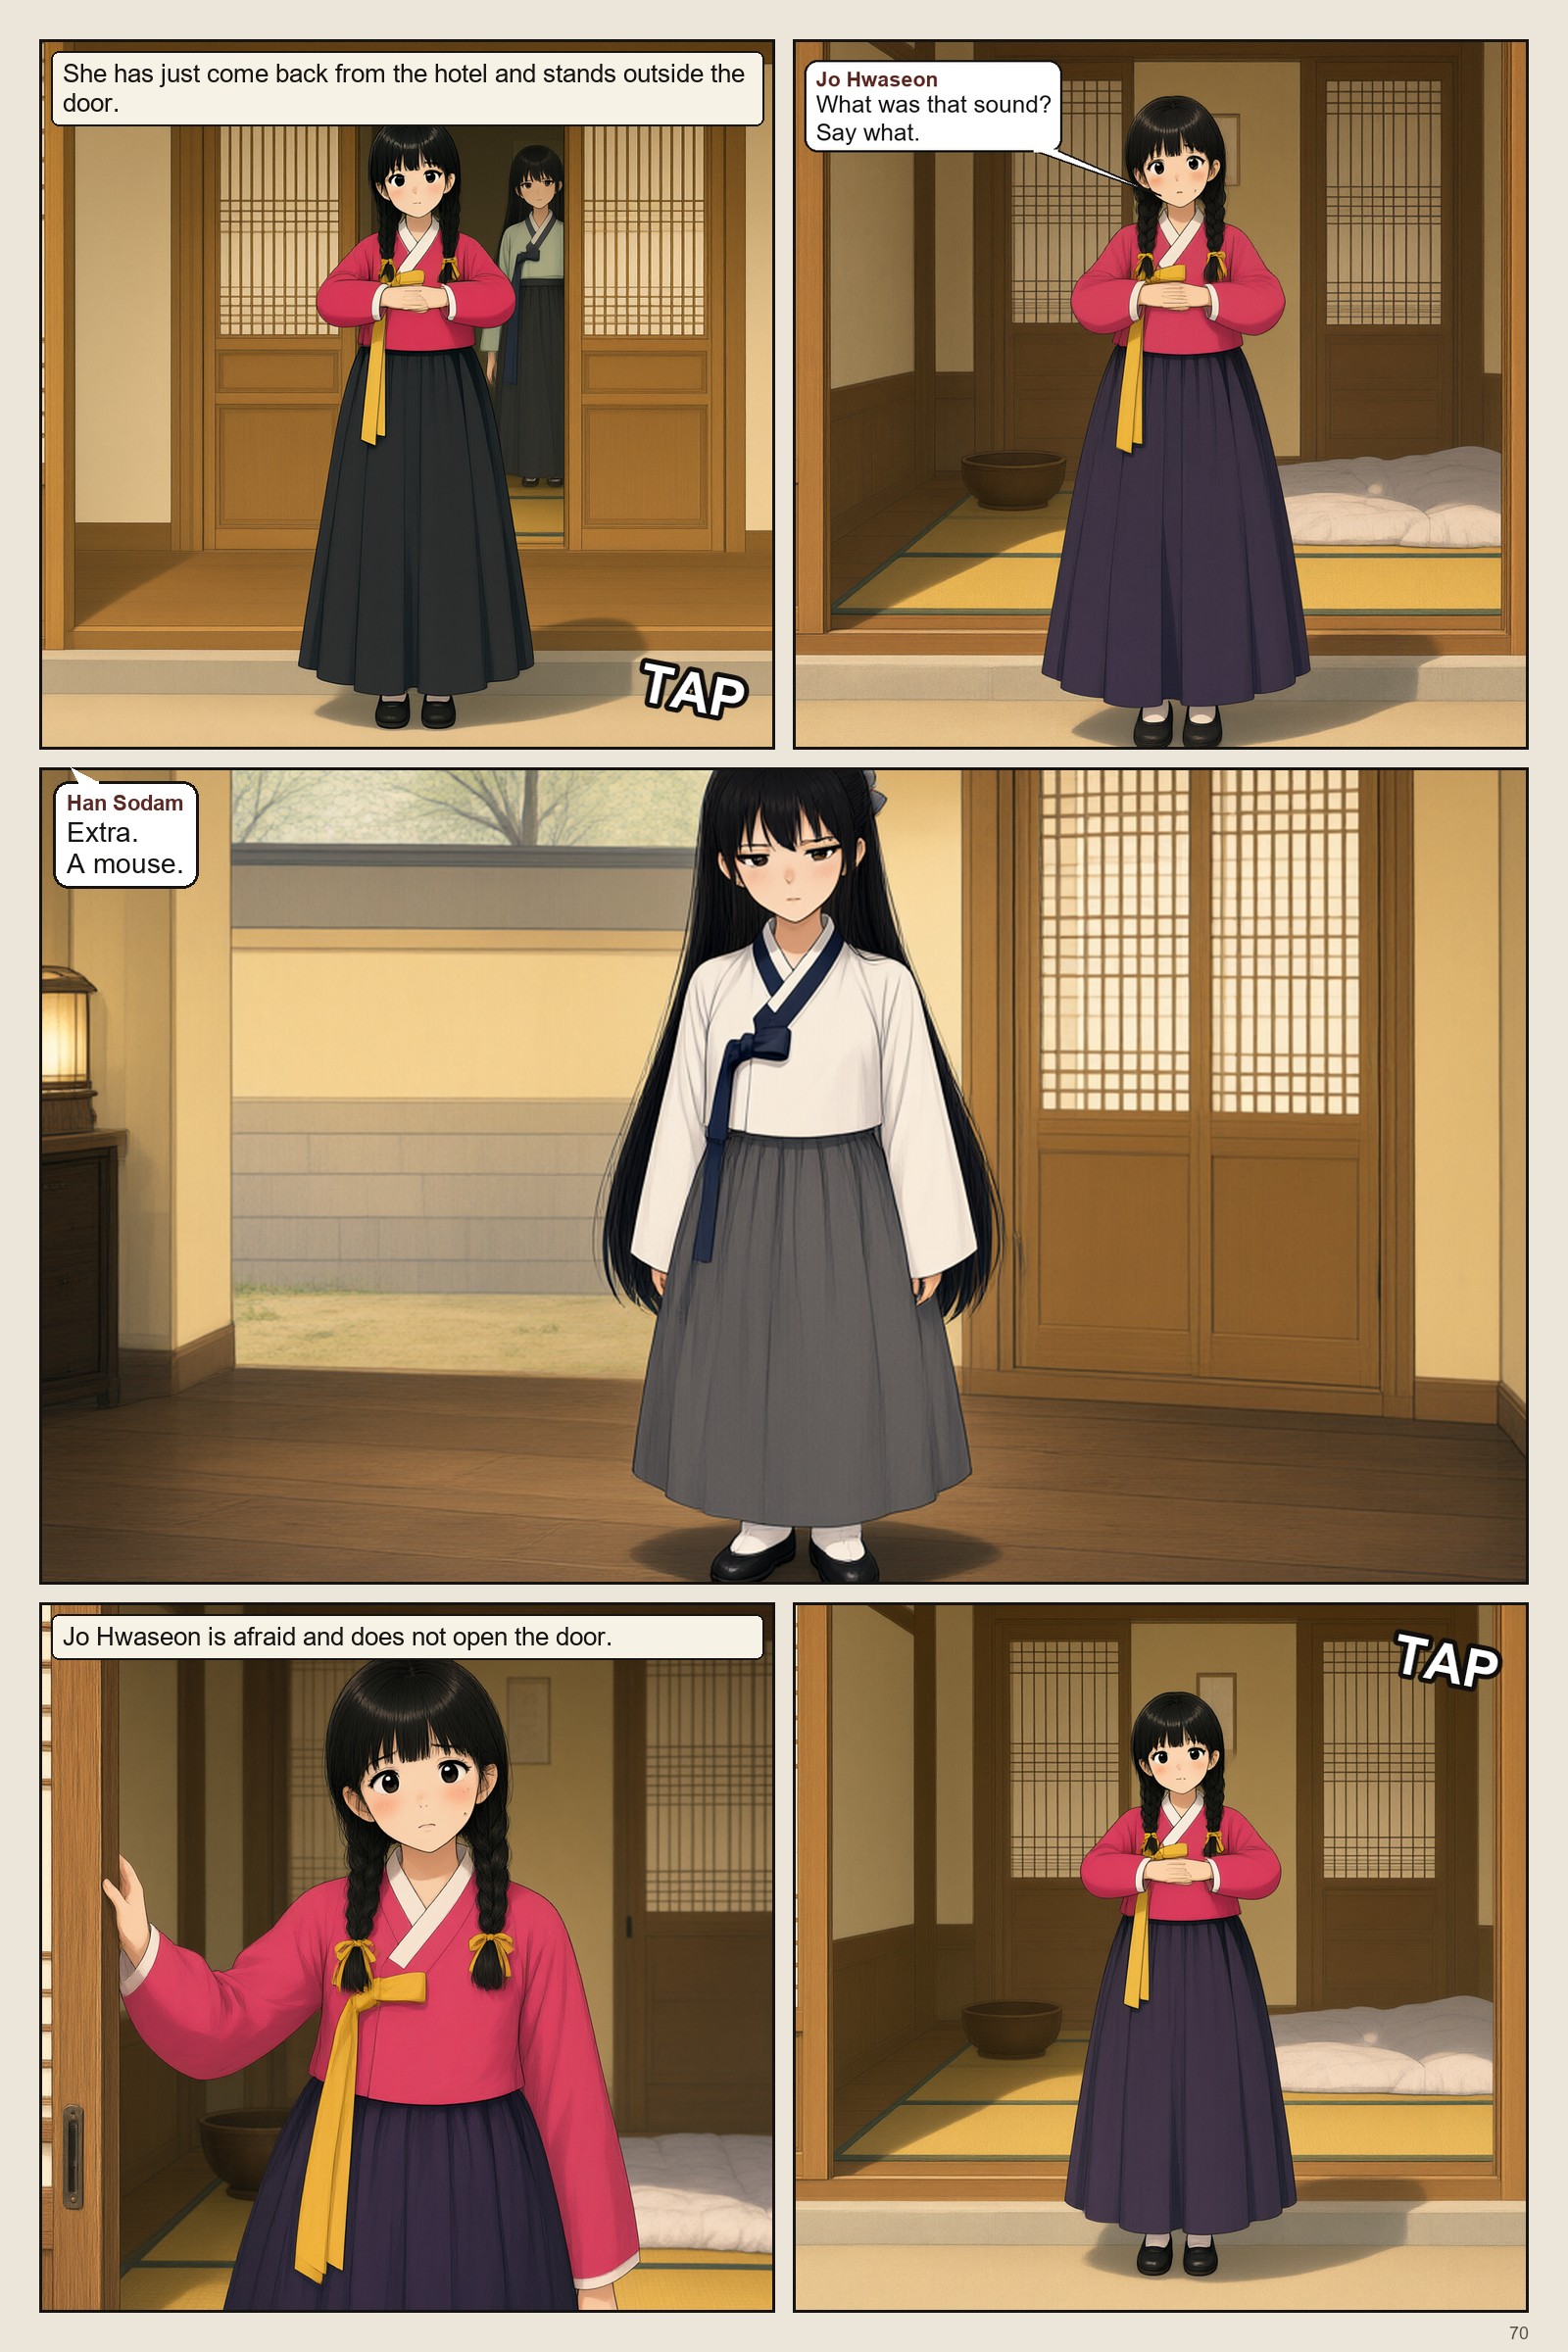 She has just come back from the hotel and stands outside the
door.
TAP
Jo Hwaseon
What was that sound?
Say what.
Han Sodam
Extra.
A mouse.
Jo Hwaseon is afraid and does not open the door.
TAP
70